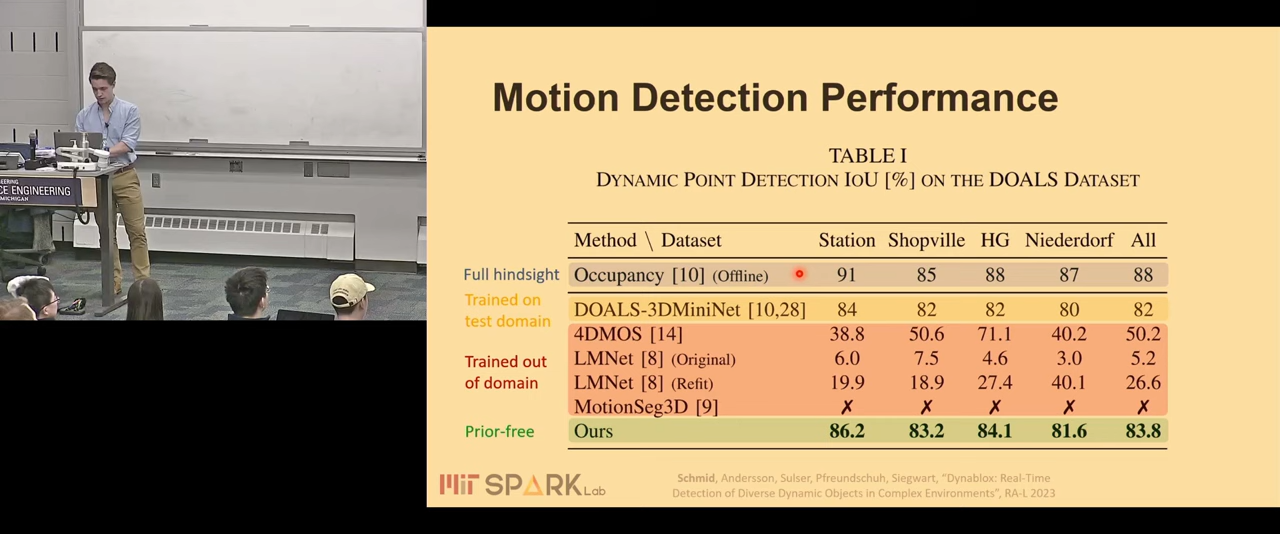 Motion Detection Performance
TABLE I
DYNAMIC POINT DETECTION IOU [%] ON THE DOALS DATASET
Method \ Dataset Station Shopville HG Niederdorf All
Full hindsight Occupancy [10] (Offline) 91 85 88 87 88
Trained on
test domain
DOALS-3DMiniNet [10,28] 84 82 82 80 82
4DMOS [14] 38.8 50.6 71.1 40.2 50.2
Trained out
of domain
LMNet [8] (Original) 6.0 7.5 4.6 3.0 5.2
LMNet [8] (Refit) 19.9 18.9 27.4 40.1 26.6
MotionSeg3D [9] ✗ ✗ ✗ ✗ ✗
Prior-free Ours 86.2 83.2 84.1 81.6 83.8
MIT SPARK Lab
Schmid, Andersson, Sulser, Pfreundschuh, Siegwart, "Dynablox: Real-Time
Detection of Diverse Dynamic Objects in Complex Environments", RA-L 2023
CE ENGINEERING
MICHIGAN